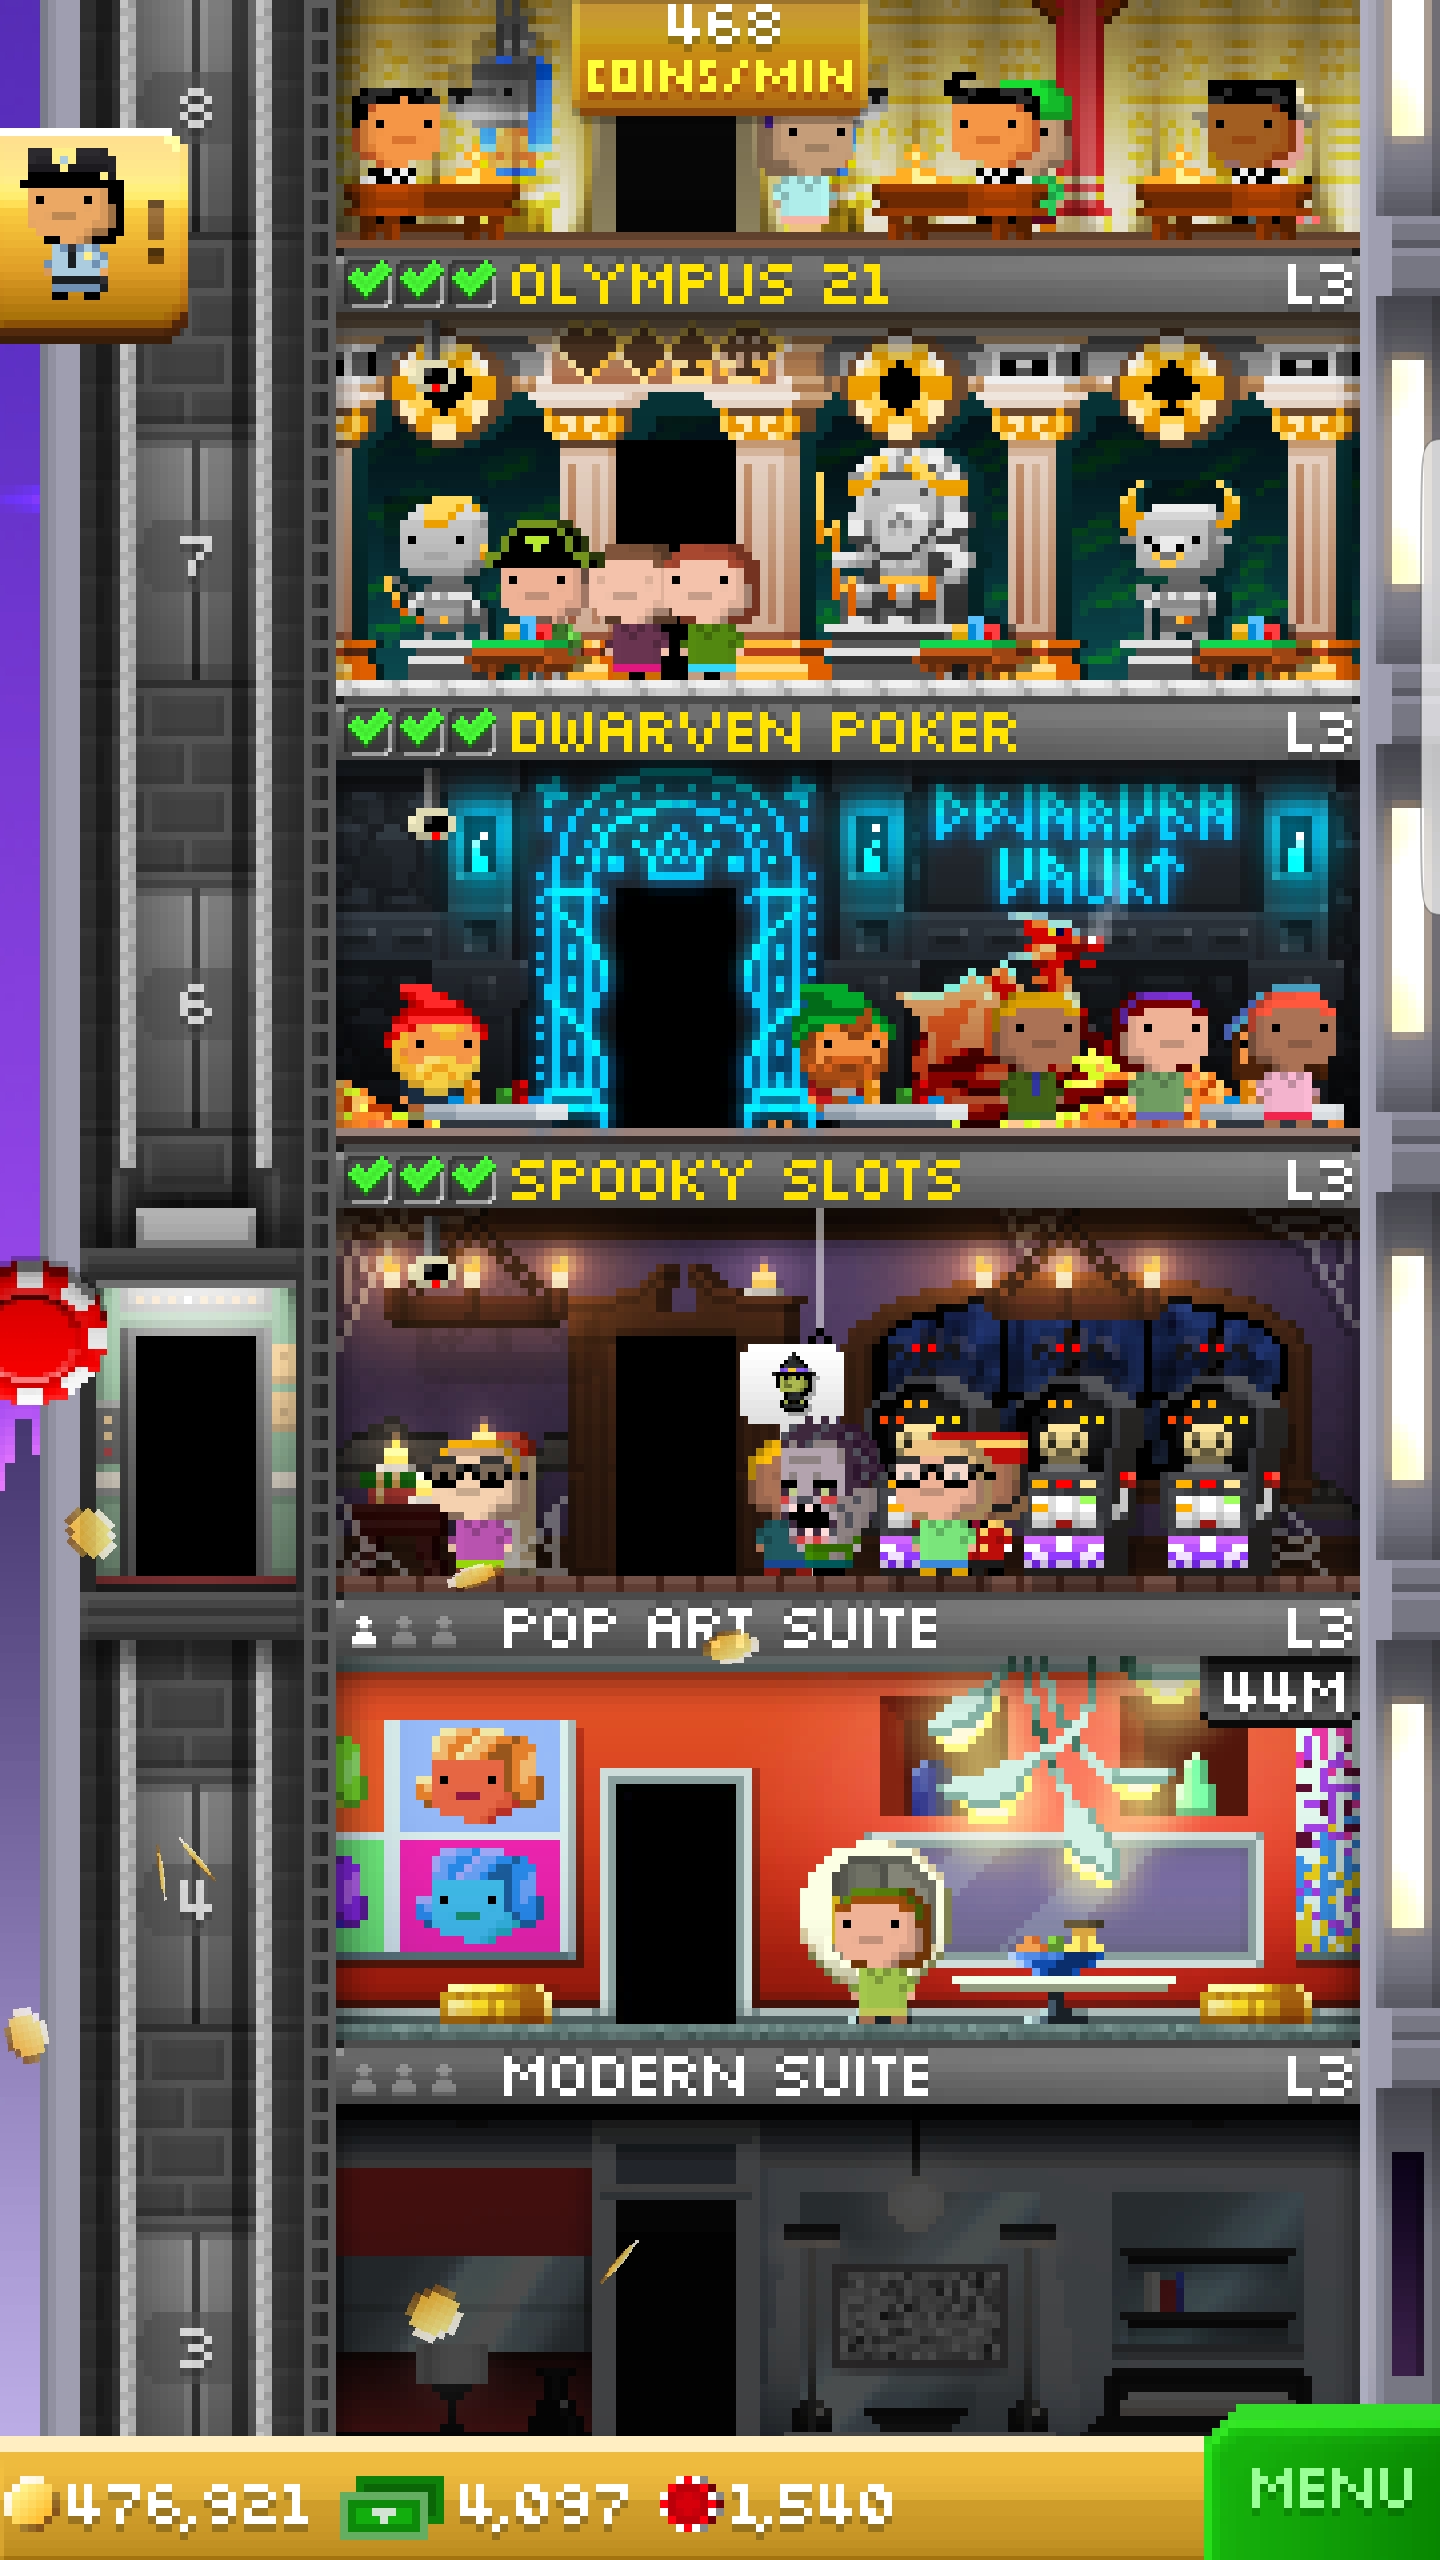 468
COINS/MIN
8
!
OLYMPUS 21 L3
7
DWARVEN POKER L3
DWARVEN
VAULT
6
SPOOKY SLOTS L3
POP ART SUITE L3
44M
4
MODERN SUITE L3
3
476,921 4,097 1,540 MENU